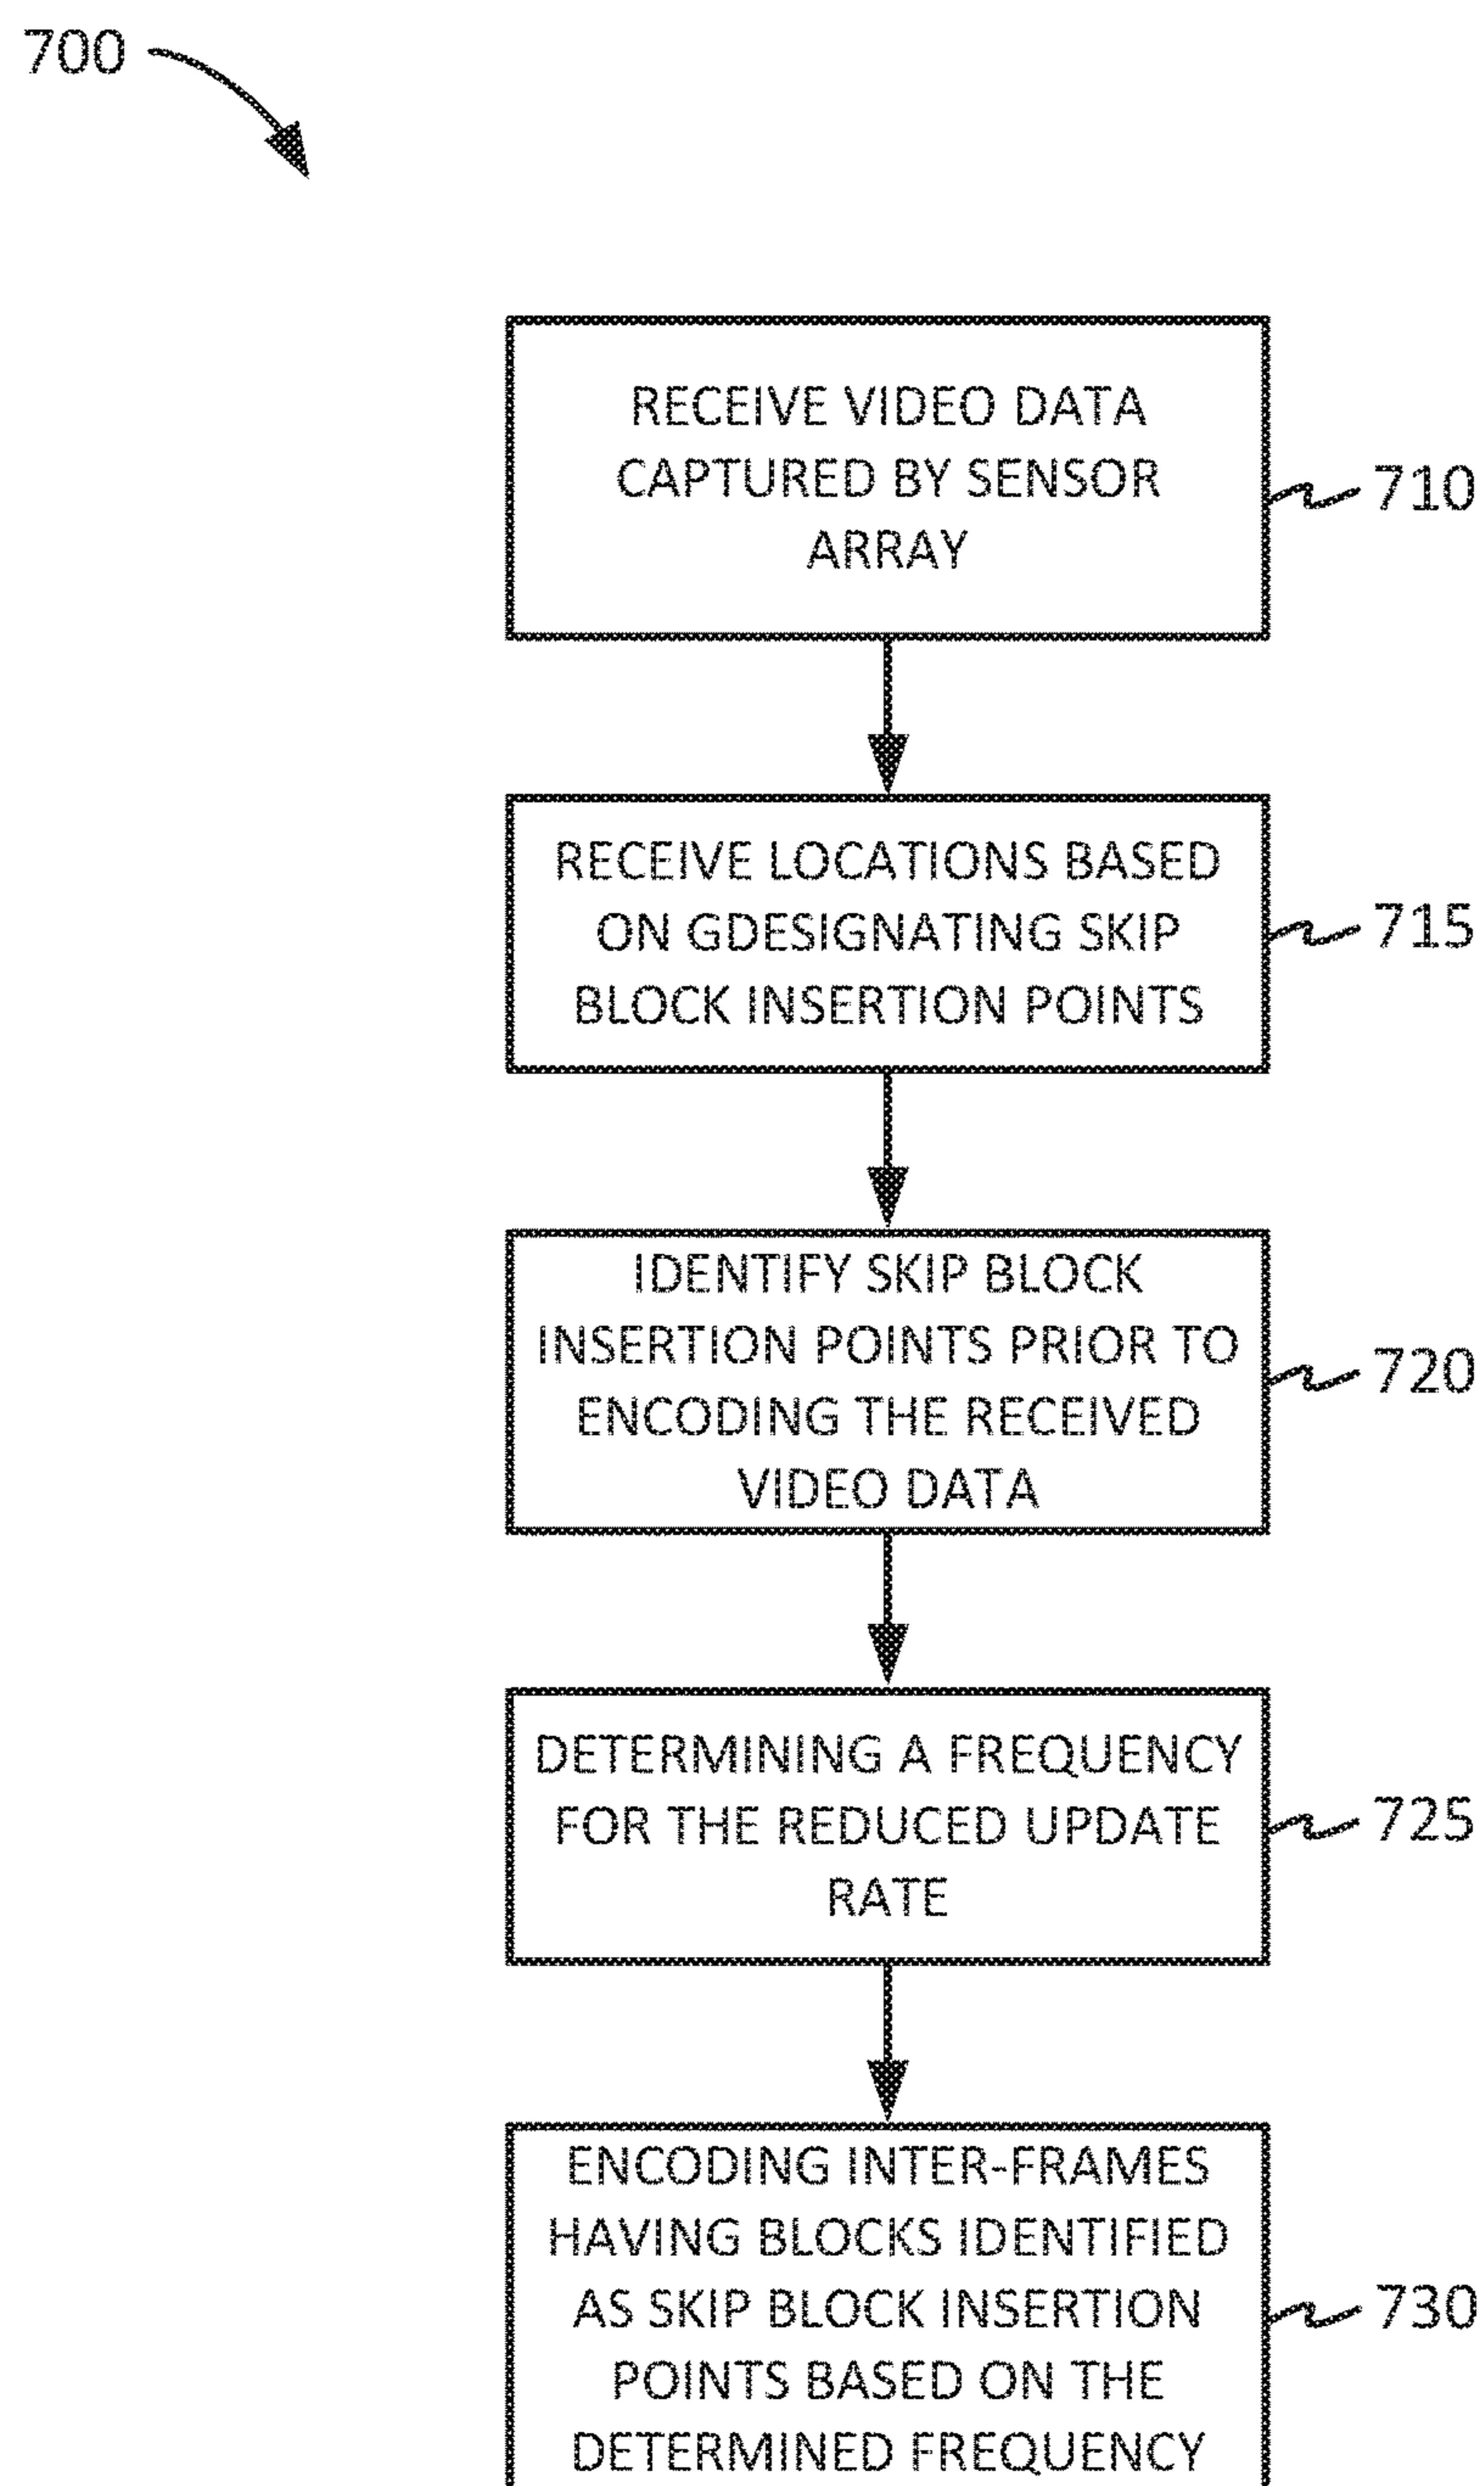 700
RECEIVE VIDEO DATA
CAPTURED BY SENSOR
ARRAY
710
RECEIVE LOCATIONS BASED
ON GDESIGNATING SKIP
BLOCK INSERTION POINTS
715
IDENTIFY SKIP BLOCK
INSERTION POINTS PRIOR TO
ENCODING THE RECEIVED
VIDEO DATA
720
DETERMINING A FREQUENCY
FOR THE REDUCED UPDATE
RATE
725
ENCODING INTER-FRAMES
HAVING BLOCKS IDENTIFIED
AS SKIP BLOCK INSERTION
POINTS BASED ON THE
DETERMINED FREQUENCY
730